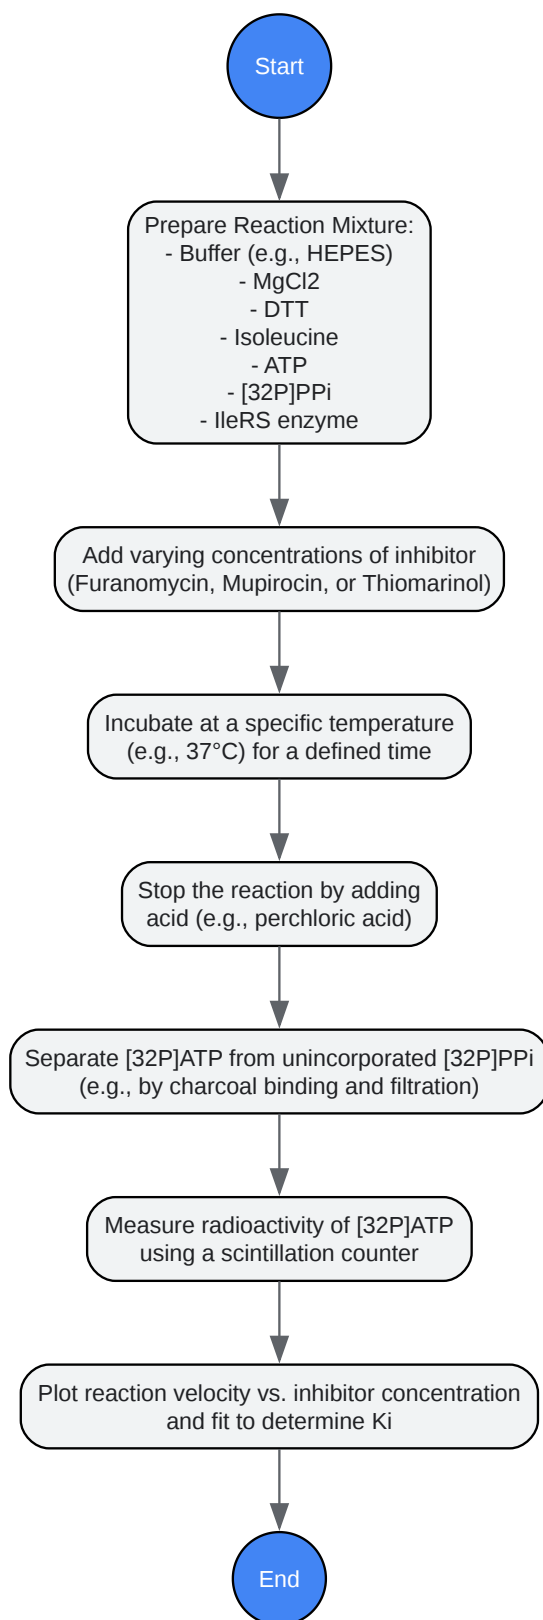 Start
Prepare Reaction Mixture:
- Buffer (e.g., HEPES)
- MgCl2
- DTT
- Isoleucine
- ATP
- [32P]PPi
- IleRS enzyme
Add varying concentrations of inhibitor
(Furanomycin, Mupirocin, or Thiomarinol)
Incubate at a specific temperature
(e.g., 37°C) for a defined time
Stop the reaction by adding
acid (e.g., perchloric acid)
Separate [32P]ATP from unincorporated [32P]PPi
(e.g., by charcoal binding and filtration)
Measure radioactivity of [32P]ATP
using a scintillation counter
Plot reaction velocity vs. inhibitor concentration
and fit to determine Ki
End